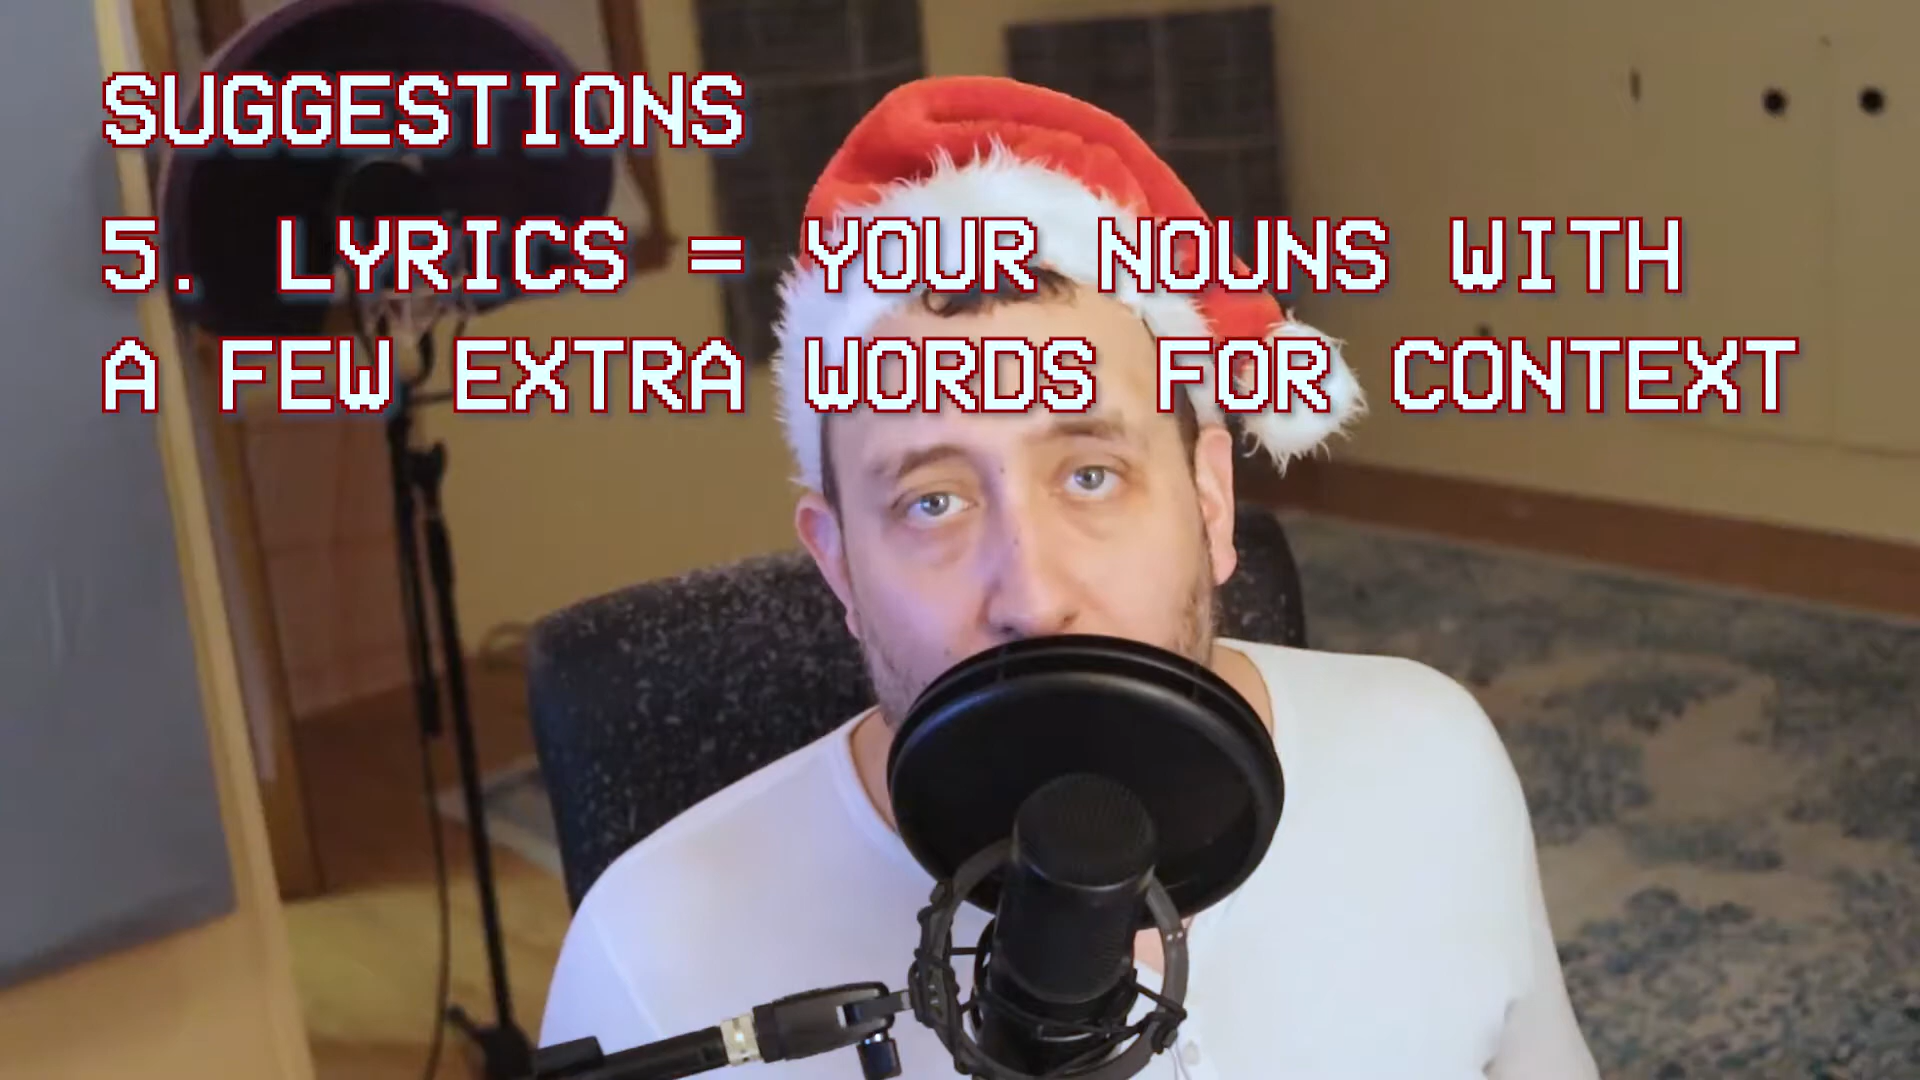 SUGGESTIONS
5. LYRICS = YOUR NOUNS WITH
A FEW EXTRA WORDS FOR CONTEXT